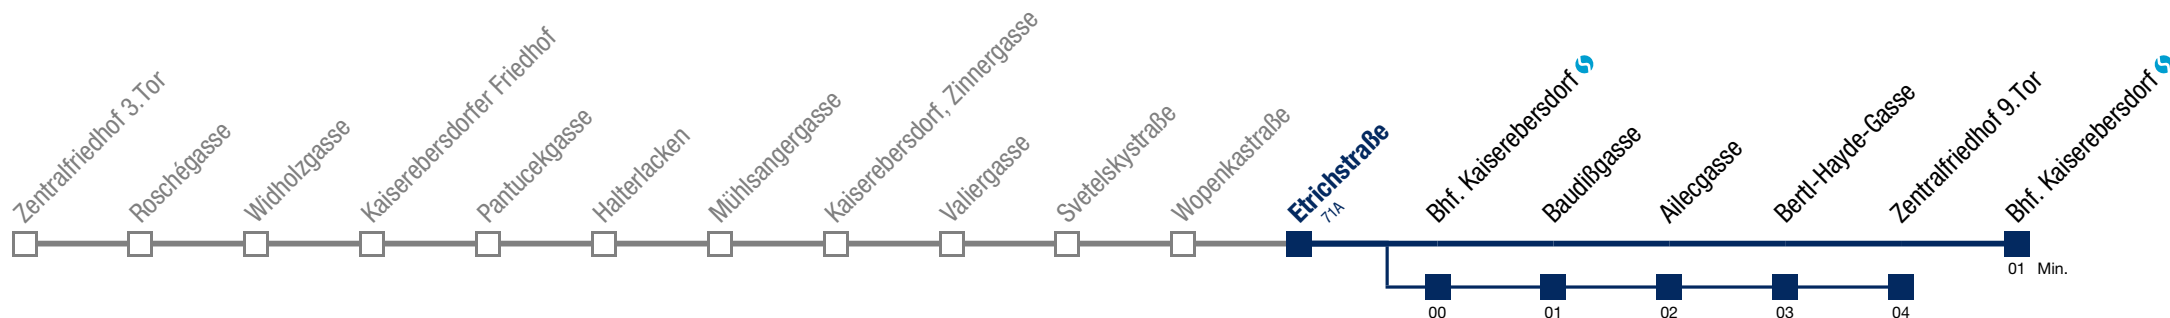 Zentralfriedhof 3.Tor
Roschégasse
Widholzgasse
Kaiserebersdorfer Friedhof
Pantucekgasse
Halterlacken
Mühlsangergasse
Kaiserebersdorf, Zinnergasse
Valiergasse
Svetelskystraße
Wopenkastraße
Etrichstraße
71A
Bhf. Kaiserebersdorf
Baudißgasse
Ailecgasse
Bertl-Hayde-Gasse
Zentralfriedhof 9.Tor
Bhf. Kaiserebersdorf
01 Min.
00 01 02 03 04